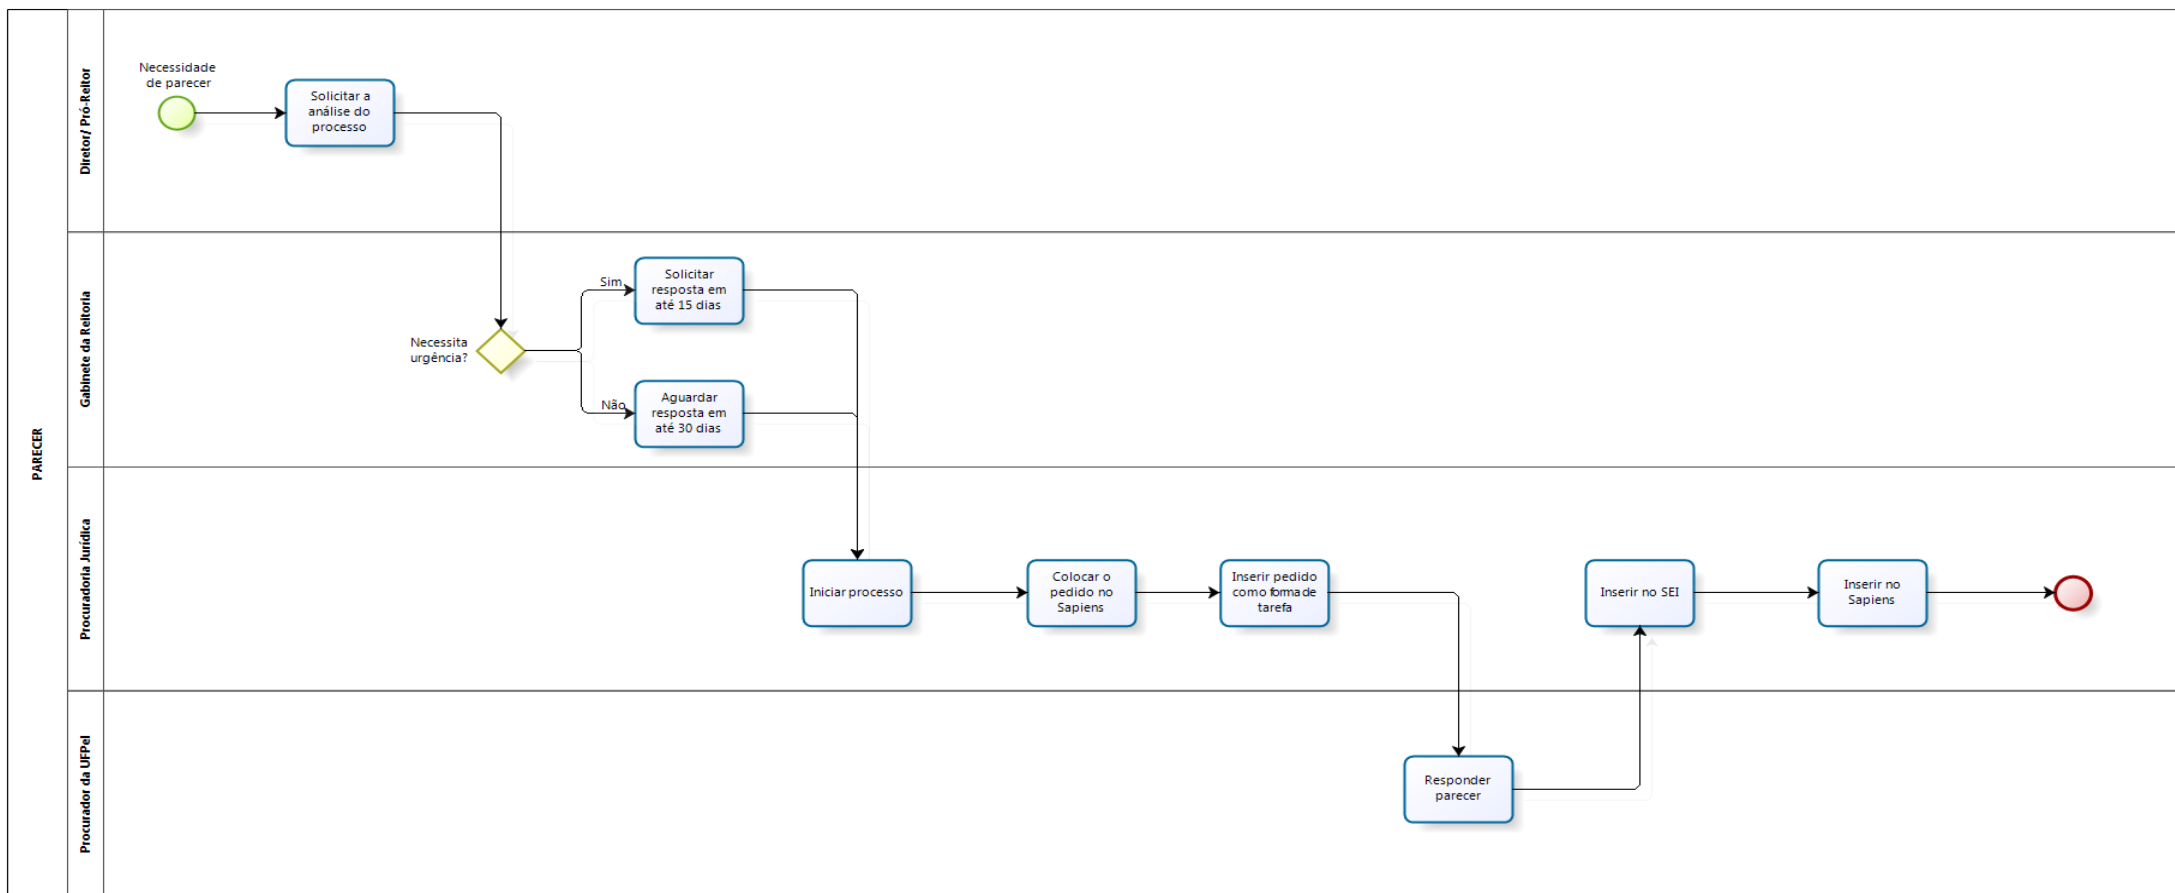 PARECER
Diretor/ Pró-Reitor
Necessidade
de parecer
Solicitar a
análise do
processo
Gabinete da Reitoria
Necessita
urgência?
Sim
Solicitar
resposta em
até 15 dias
Não
Aguardar
resposta em
até 30 dias
Procuradoria Jurídica
Iniciar processo
Colocar o
pedido no
Sapiens
Inserir pedido
como forma de
tarefa
Inserir no SEI
Inserir no
Sapiens
Procurador da UFPel
Responder
parecer